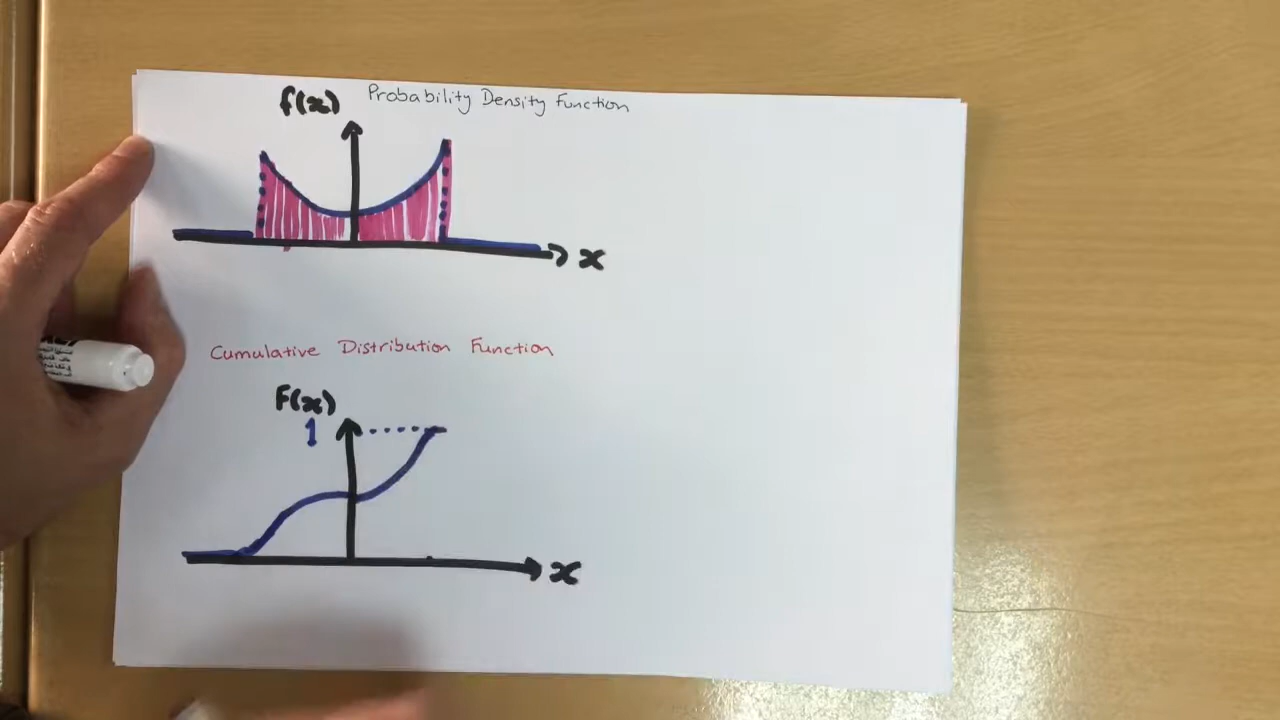 f(x) Probability Density Function
x
Cumulative Distribution Function
F(x)
1
x